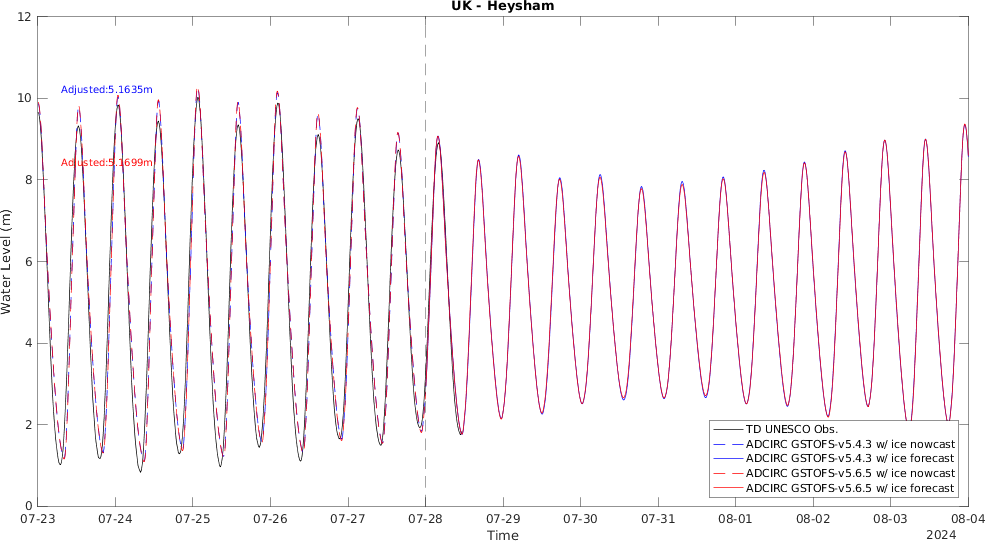 UK - Heysham
12
10
8
6
4
2
0
Water Level (m)
Adjusted:5.1635m
Adjusted:5.1699m
TD UNESCO Obs.
ADCIRC GSTOFS-v5.4.3 w/ ice nowcast
ADCIRC GSTOFS-v5.4.3 w/ ice forecast
ADCIRC GSTOFS-v5.6.5 w/ ice nowcast
ADCIRC GSTOFS-v5.6.5 w/ ice forecast
07-23 07-24 07-25 07-26 07-27 07-28 07-29 07-30 07-31 08-01 08-02 08-03 08-04
Time
2024